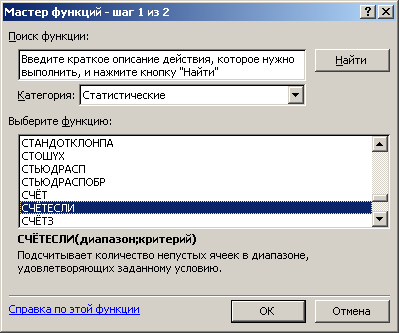 Мастер функций - шаг 1 из 2
Поиск функции:
Введите краткое описание действия, которое нужно
выполнить, и нажмите кнопку "Найти"
Найти
Категория: Статистические
Выберите функцию:
СТАНДОТКЛОНПА
СТОШYX
СТЬЮДРАСП
СТЬЮДРАСПОБР
СЧЁТ
СЧЁТЕСЛИ
СЧЁТЗ
СЧЁТЕСЛИ(диапазон;критерий)
Подсчитывает количество непустых ячеек в диапазоне,
удовлетворяющих заданному условию.
Справка по этой функции
ОК
Отмена